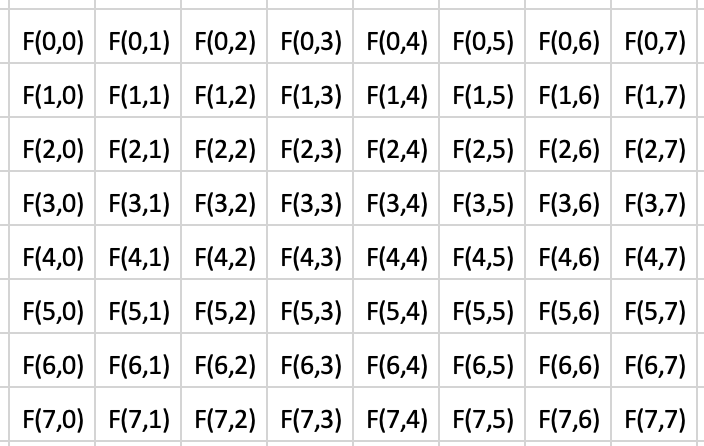 F(0,0) F(0,1) F(0,2) F(0,3) F(0,4) F(0,5) F(0,6) F(0,7)
F(1,0) F(1,1) F(1,2) F(1,3) F(1,4) F(1,5) F(1,6) F(1,7)
F(2,0) F(2,1) F(2,2) F(2,3) F(2,4) F(2,5) F(2,6) F(2,7)
F(3,0) F(3,1) F(3,2) F(3,3) F(3,4) F(3,5) F(3,6) F(3,7)
F(4,0) F(4,1) F(4,2) F(4,3) F(4,4) F(4,5) F(4,6) F(4,7)
F(5,0) F(5,1) F(5,2) F(5,3) F(5,4) F(5,5) F(5,6) F(5,7)
F(6,0) F(6,1) F(6,2) F(6,3) F(6,4) F(6,5) F(6,6) F(6,7)
F(7,0) F(7,1) F(7,2) F(7,3) F(7,4) F(7,5) F(7,6) F(7,7)